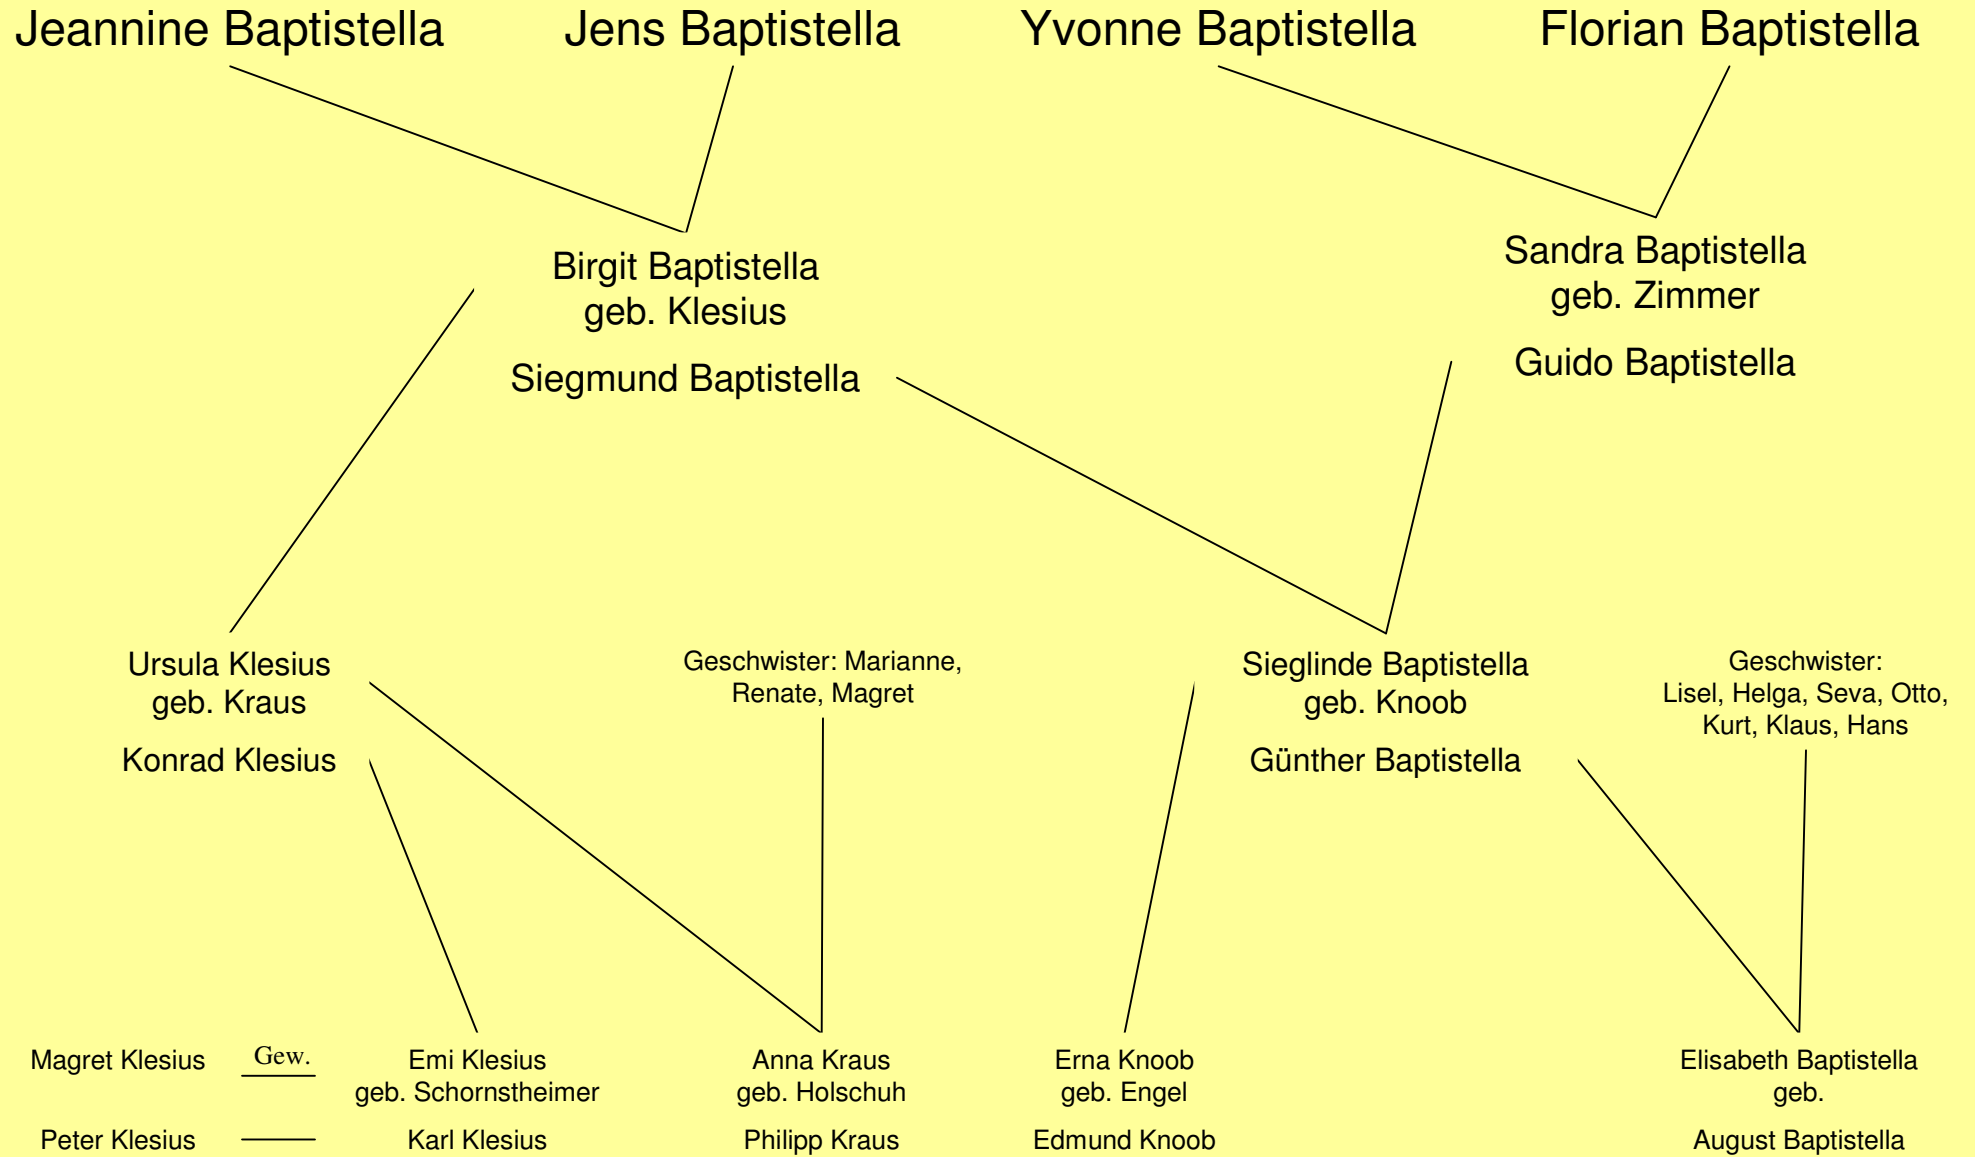 Jeannine Baptistella
Jens Baptistella
Yvonne Baptistella
Florian Baptistella
Birgit Baptistella
geb. Klesius
Siegmund Baptistella
Sandra Baptistella
geb. Zimmer
Guido Baptistella
Ursula Klesius
geb. Kraus
Konrad Klesius
Geschwister: Marianne,
Renate, Magret
Sieglinde Baptistella
geb. Knoob
Günther Baptistella
Geschwister:
Lisel, Helga, Seva, Otto,
Kurt, Klaus, Hans
Magret Klesius
Gew.
Emi Klesius
geb. Schornstheimer
Anna Kraus
geb. Holschuh
Erna Knoob
geb. Engel
Elisabeth Baptistella
geb.
Peter Klesius
Karl Klesius
Philipp Kraus
Edmund Knoob
August Baptistella